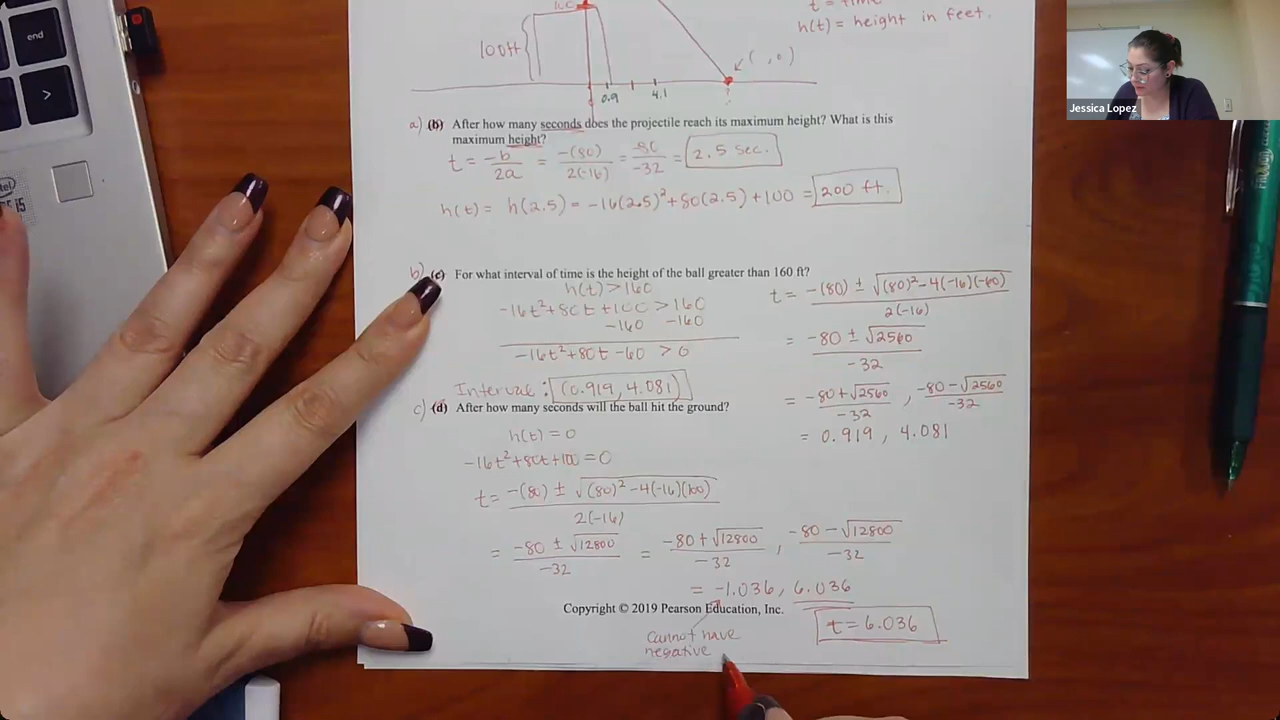 end
>
intel
i5
Jessica Lopez
100ft
t = time
h(t) = height in feet.
( , 0)
0.9 4.1 ?
a) (b) After how many seconds does the projectile reach its maximum height? What is this
maximum height?
t = -b/2a = -(80)/2(-16) = -80/-32 = 2.5 sec.
h(t) = h(2.5) = -16(2.5)²+80(2.5)+100 = 200 ft.
b) (c) For what interval of time is the height of the ball greater than 160 ft?
h(t) > 160
-16t²+80t+100 > 160
-160 -160
-16t²+80t-60 > 0
Interval: (0.919, 4.081)
t = -(80) ± √(80)²-4(-16)(-60) / 2(-16)
= -80 ± √2560 / -32
= -80+√2560 / -32 , -80-√2560 / -32
= 0.919, 4.081
c) (d) After how many seconds will the ball hit the ground?
h(t) = 0
-16t²+80t+100 = 0
t = -(80) ± √(80)²-4(-16)(100) / 2(-16)
= -80 ± √12800 / -32 = -80+√12800 / -32 , -80-√12800 / -32
= -1.036, 6.036
Copyright © 2019 Pearson Education, Inc.
t = 6.036
Cannot have
negative